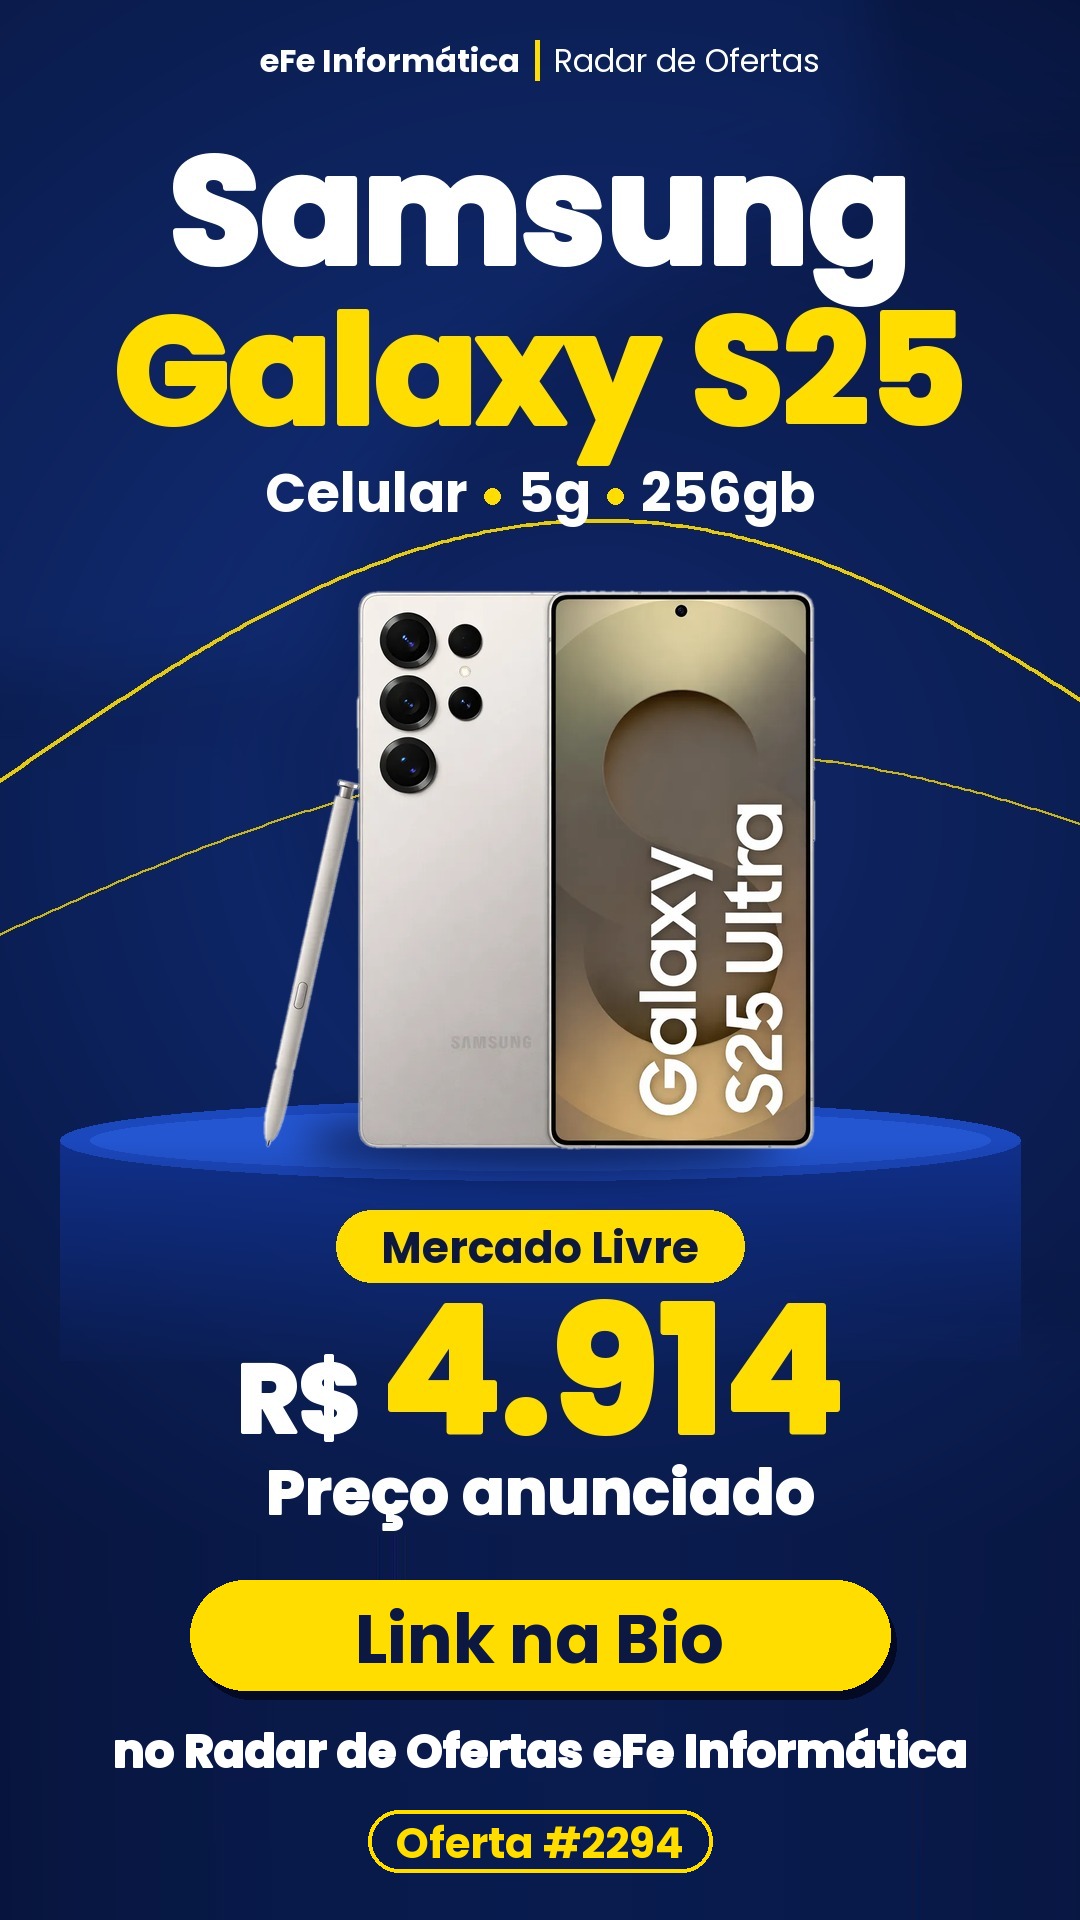 eFe Informática | Radar de Ofertas
Samsung
Galaxy S25
Celular • 5g • 256gb
Galaxy
S25 Ultra
SAMSUNG
Mercado Livre
R$ 4.914
Preço anunciado
Link na Bio
no Radar de Ofertas eFe Informática
Oferta #2294